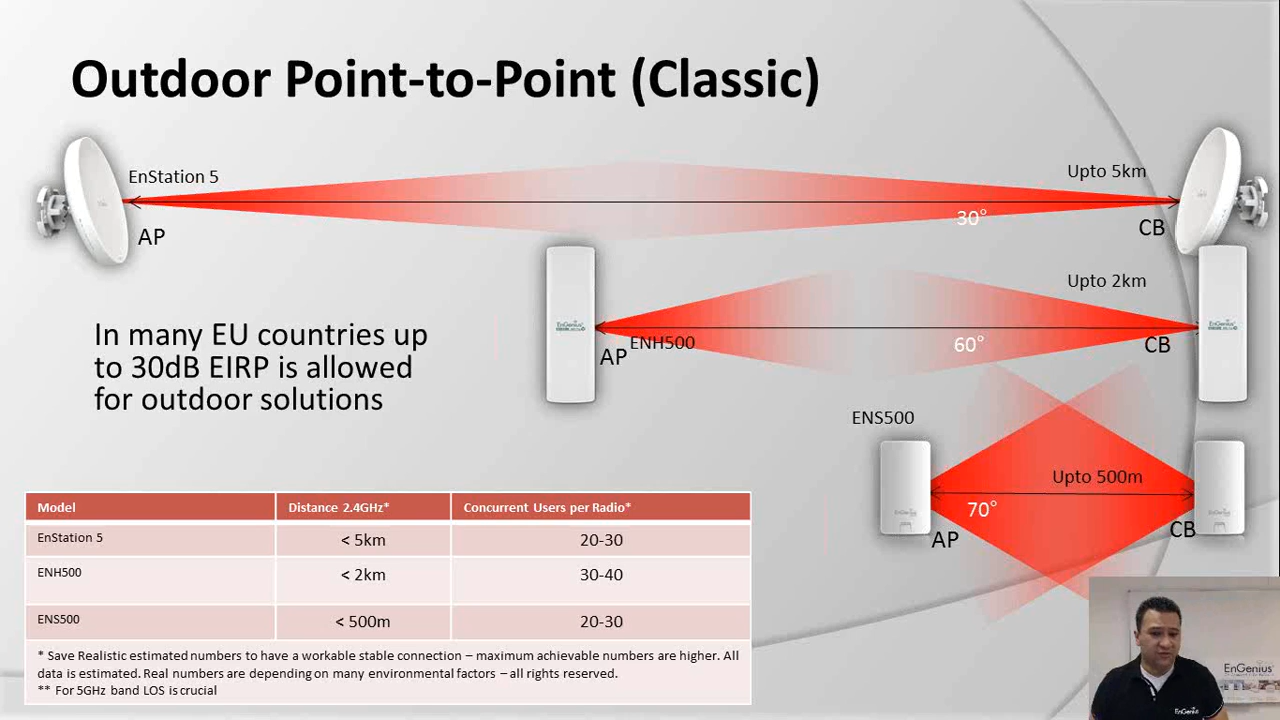 Outdoor Point-to-Point (Classic)
EnStation 5
Upto 5km
AP
30°
CB
Upto 2km
In many EU countries up
to 30dB EIRP is allowed
for outdoor solutions
EnGenius
EnGenius
AP
ENH500
60°
CB
ENS500
Upto 500m
70°
AP
CB
Model
Distance 2.4GHz*
Concurrent Users per Radio*
EnStation 5
< 5km
20-30
ENH500
< 2km
30-40
ENS500
< 500m
20-30
* Save Realistic estimated numbers to have a workable stable connection – maximum achievable numbers are higher. All
data is estimated. Real numbers are depending on many environmental factors – all rights reserved.
** For 5GHz band LOS is crucial
EnGenius
EnGenius